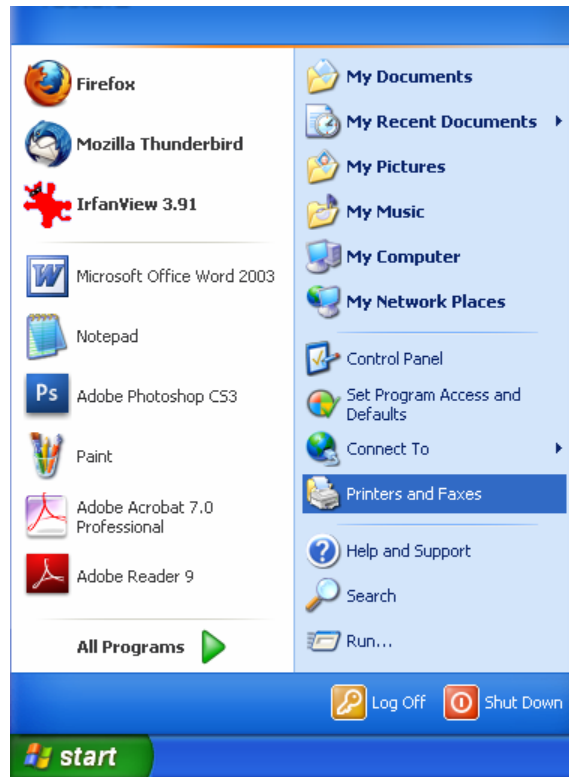 Firefox
Mozilla Thunderbird
IrfanView 3.91
Microsoft Office Word 2003
Notepad
Ps
Adobe Photoshop CS3
Paint
Adobe Acrobat 7.0
Professional
Adobe Reader 9
All Programs
My Documents
My Recent Documents
My Pictures
My Music
My Computer
My Network Places
Control Panel
Set Program Access and
Defaults
Connect To
Printers and Faxes
Help and Support
Search
Run...
Log Off
Shut Down
start